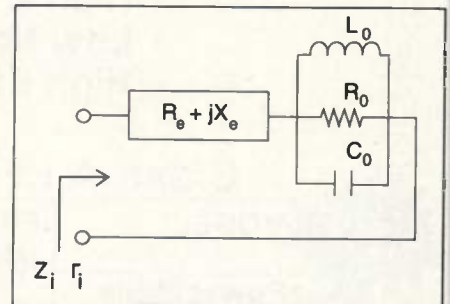 L₀
R₀
C₀
Rₑ + jXₑ
Zᵢ Γᵢ